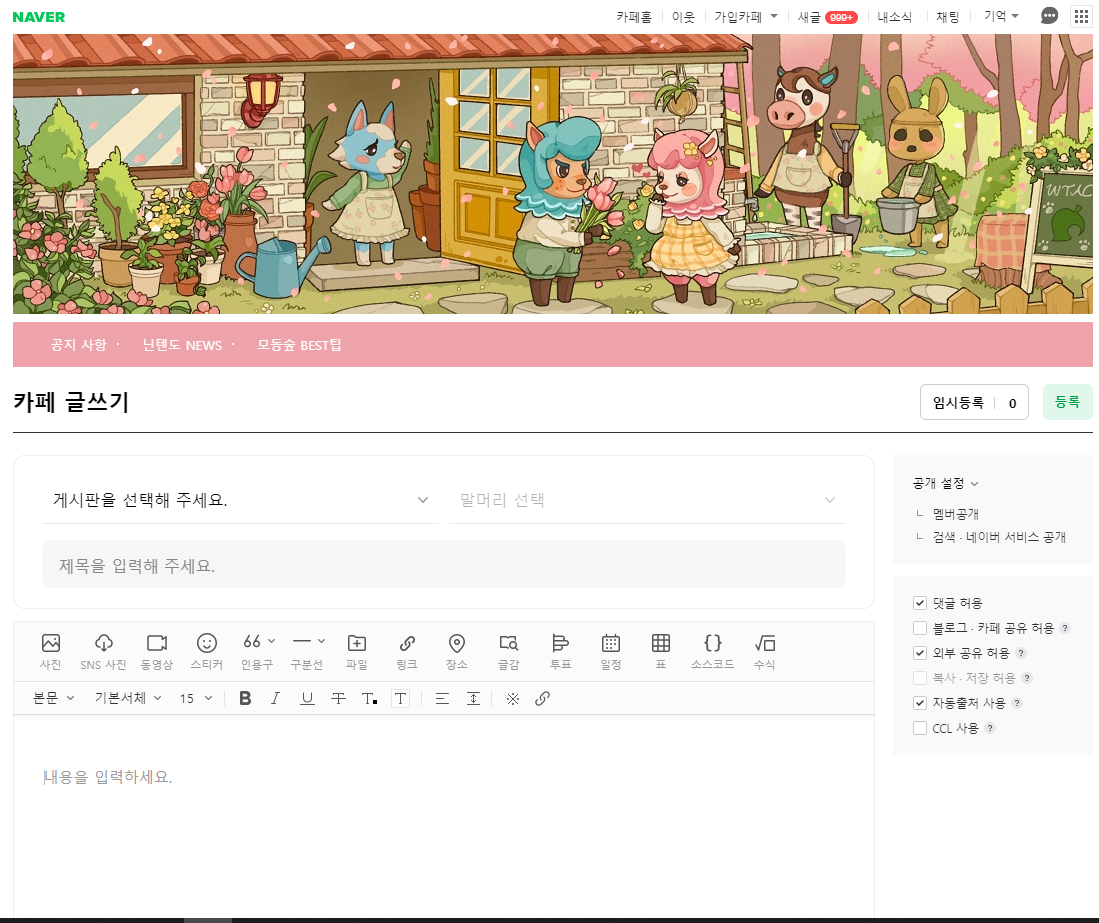 NAVER
카페홈 이웃 가입카페 새글 999+ 내소식 채팅 기억
WTAC
공지 사항 · 닌텐도 NEWS · 모동숲 BEST팁
카페 글쓰기
임시등록 0 등록
게시판을 선택해 주세요. 말머리 선택
제목을 입력해 주세요.
공개 설정
멤버공개
검색 · 네이버 서비스 공개
댓글 허용
블로그 · 카페 공유 허용 ?
외부 공유 허용 ?
복사 · 저장 허용 ?
자동출처 사용 ?
CCL 사용 ?
사진 SNS 사진 동영상 스티커 인용구 구분선 파일 링크 장소 글감 투표 일정 표 소스코드 수식
본문 기본서체 15 B I U T T T
내용을 입력하세요.